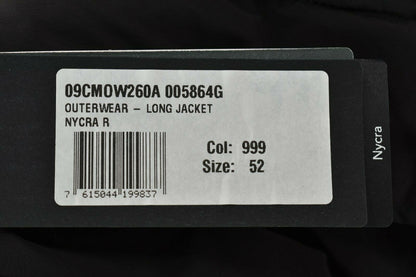 09CMOW260A 005864G
OUTERWEAR – LONG JACKET
NYCRA R
Col: 999
Size: 52
7 615044 199837
Nycra